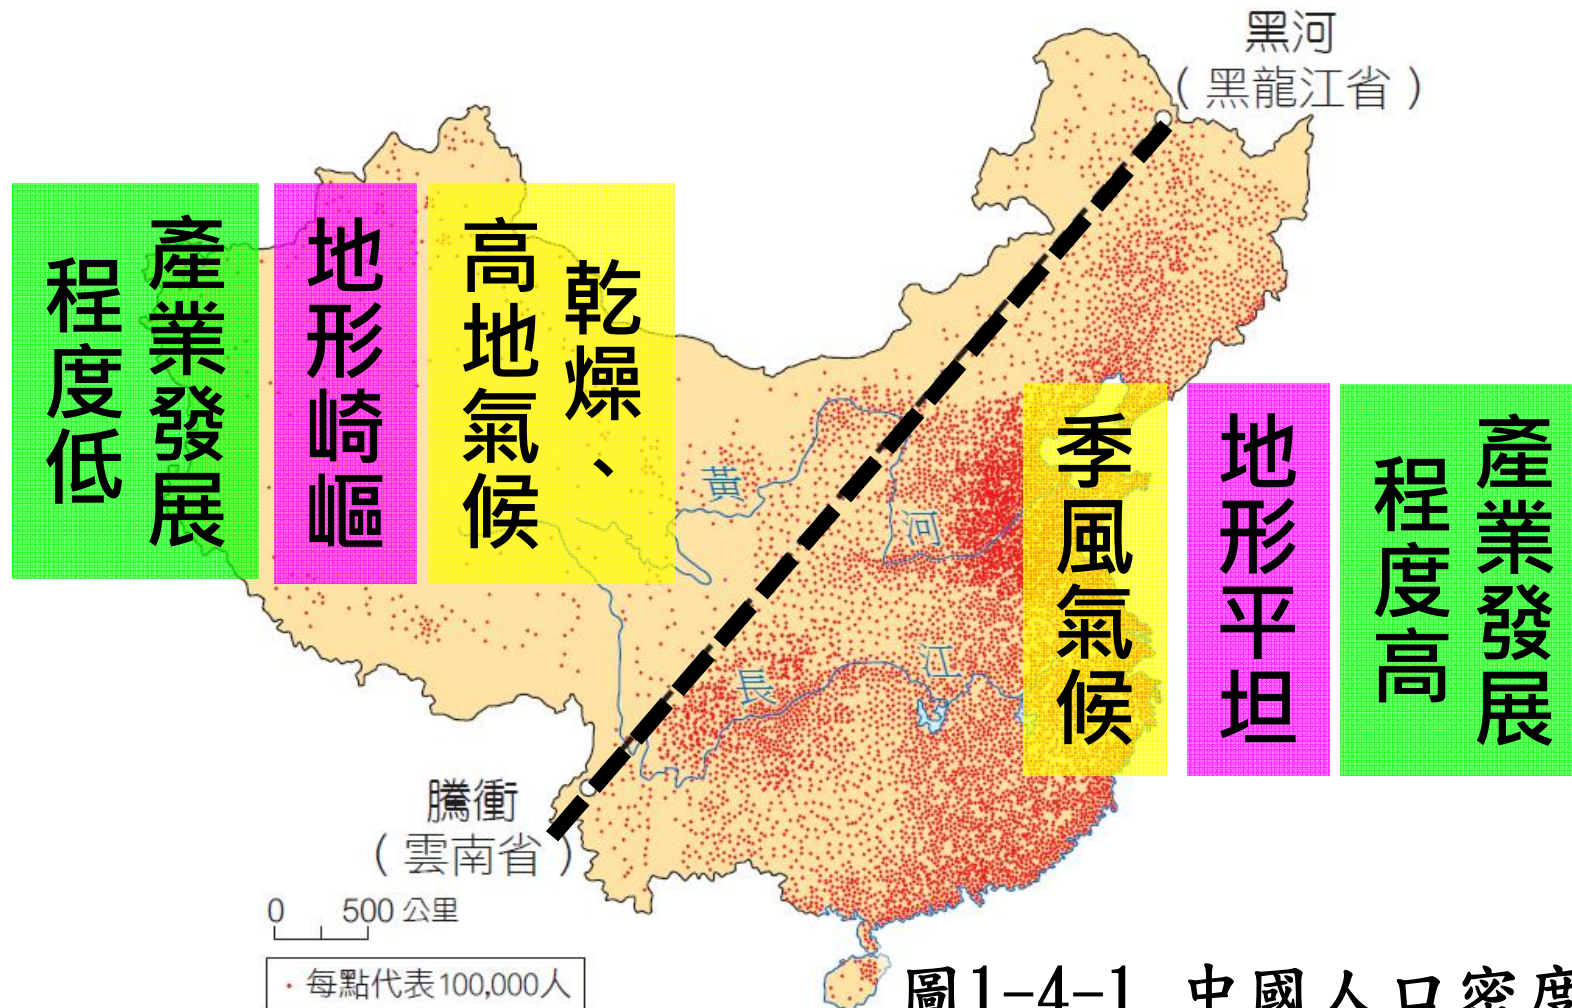 黑河
（黑龍江省）
產業發展
程度低
地形崎嶇
乾燥、
高地氣候
季風氣候
地形平坦
產業發展
程度高
黃
河
長
江
騰衝
（雲南省）
0 500 公里
每點代表100,000人
圖1-4-1 中國人口密度